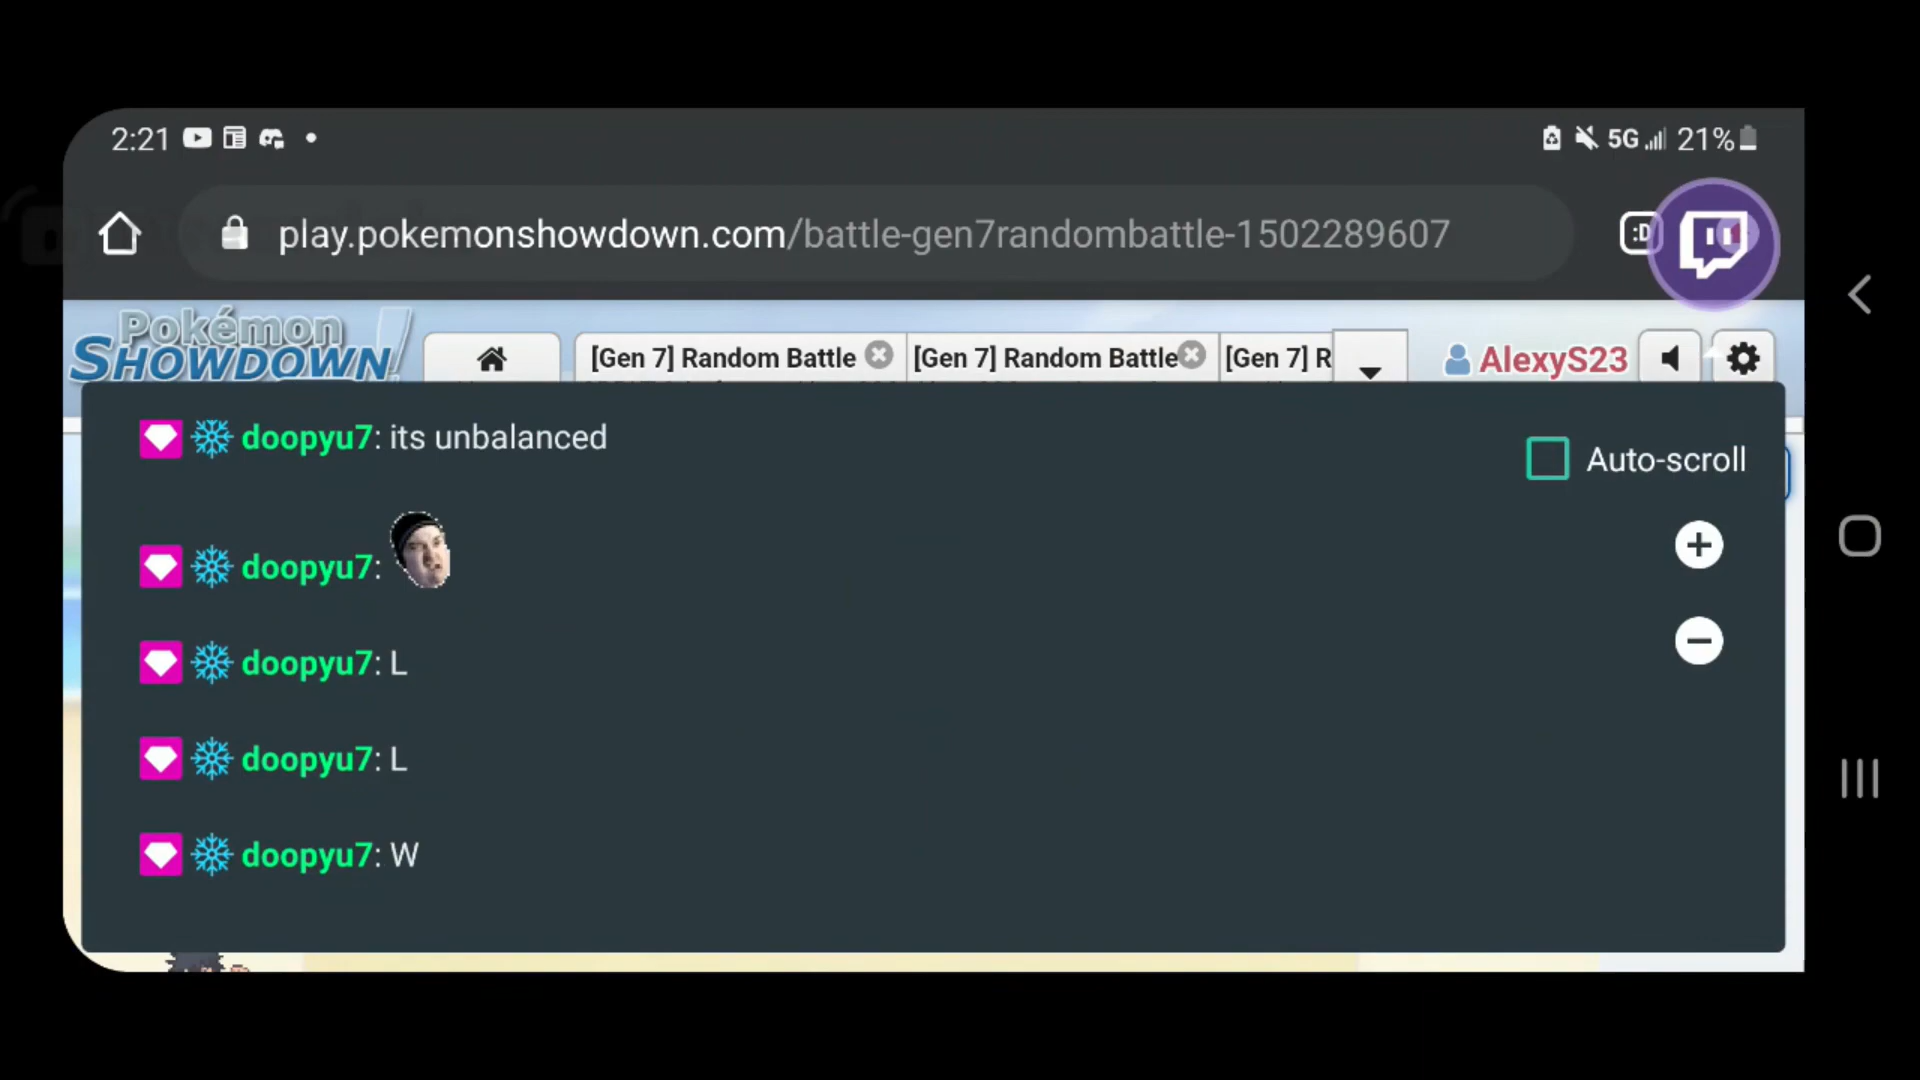 2:21 5G 21%
play.pokemonshowdown.com/battle-gen7randombattle-1502289607 :D
Pokémon
SHOWDOWN!
[Gen 7] Random Battle [Gen 7] Random Battle [Gen 7] R AlexyS23
doopyu7: its unbalanced
Auto-scroll
doopyu7:
doopyu7: L
doopyu7: L
doopyu7: W